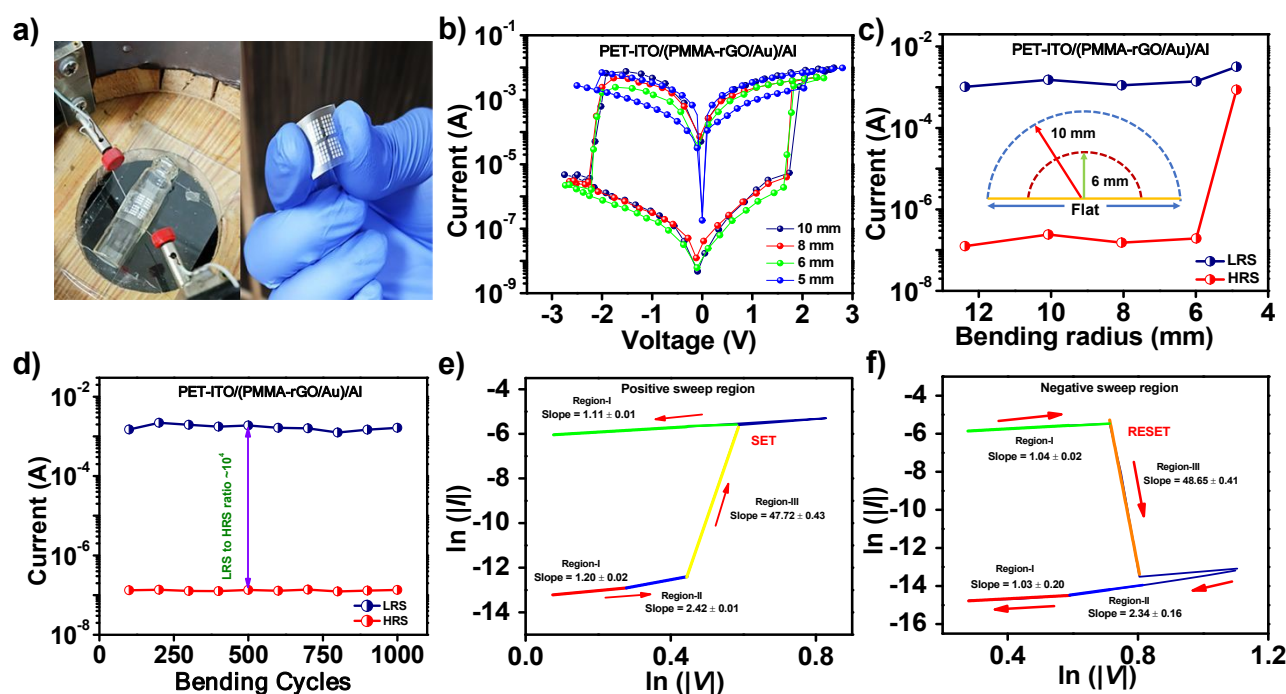 a)
b)
PET-ITO/(PMMA-rGO/Au)/Al
Current (A)
10⁻¹
10⁻³
10⁻⁵
10⁻⁷
10⁻⁹
10 mm
8 mm
6 mm
5 mm
-3 -2 -1 0 1 2 3
Voltage (V)
c)
PET-ITO/(PMMA-rGO/Au)/Al
Current (A)
10⁻²
10⁻⁴
10⁻⁶
10⁻⁸
10 mm
6 mm
Flat
LRS
HRS
12 10 8 6 4
Bending radius (mm)
d)
PET-ITO/(PMMA-rGO/Au)/Al
Current (A)
10⁻²
10⁻⁴
10⁻⁶
10⁻⁸
LRS to HRS ratio ~10⁴
LRS
HRS
0 250 500 750 1000
Bending Cycles
e)
Positive sweep region
ln (|I|)
-4
-6
-8
-10
-12
-14
Region-I
Slope = 1.11 ± 0.01
SET
Region-III
Slope = 47.72 ± 0.43
Region-I
Slope = 1.20 ± 0.02
Region-II
Slope = 2.42 ± 0.01
0.0 0.3 0.6 0.9
ln (|V|)
f)
Negative sweep region
ln (|I|)
-4
-6
-8
-10
-12
-14
-16
Region-I
Slope = 1.04 ± 0.02
RESET
Region-III
Slope = 48.65 ± 0.41
Region-I
Slope = 1.03 ± 0.20
Region-II
Slope = 2.34 ± 0.16
0.4 0.8 1.2
ln (|V|)